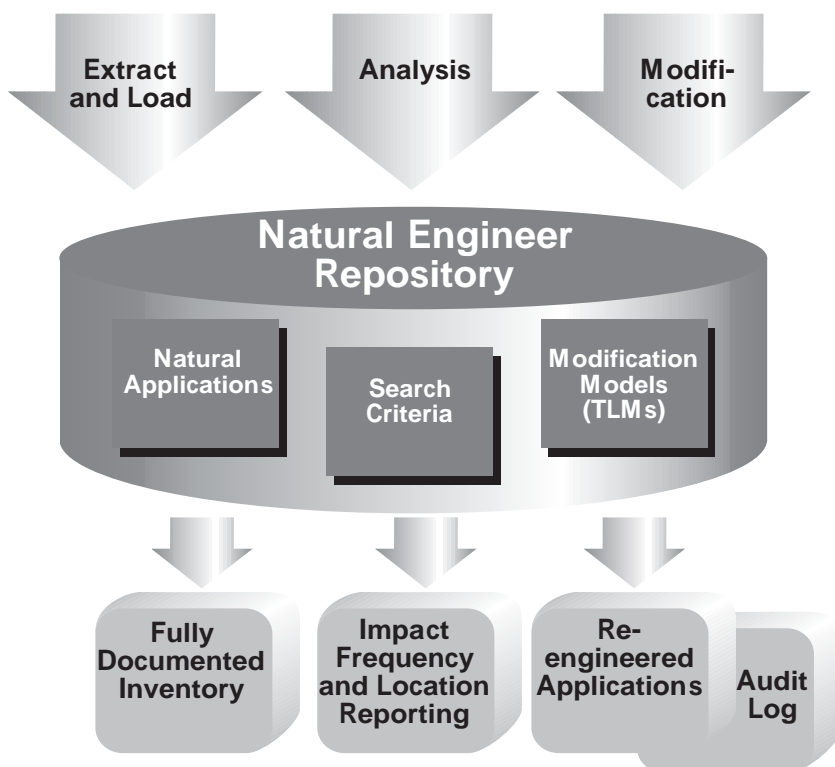 Extract
and Load
Analysis
Modifi-
cation
Natural Engineer
Repository
Natural
Applications
Search
Criteria
Modification
Models
(TLMs)
Fully
Documented
Inventory
Impact
Frequency
and Location
Reporting
Re-
engineered
Applications
Audit
Log